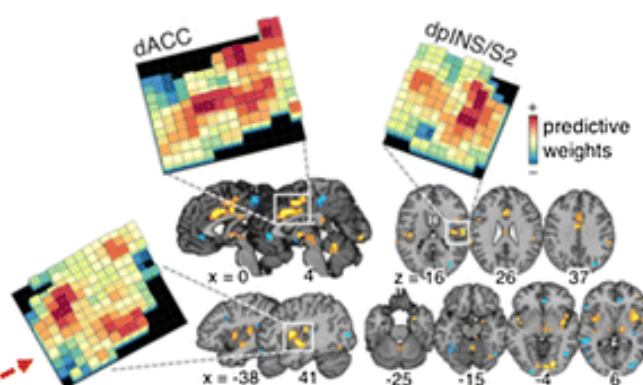 dACC
dpINS/S2
+
predictive
weights
−
x = 0
4
z = -16
26
37
x = -38
41
-25
-15
-4
6